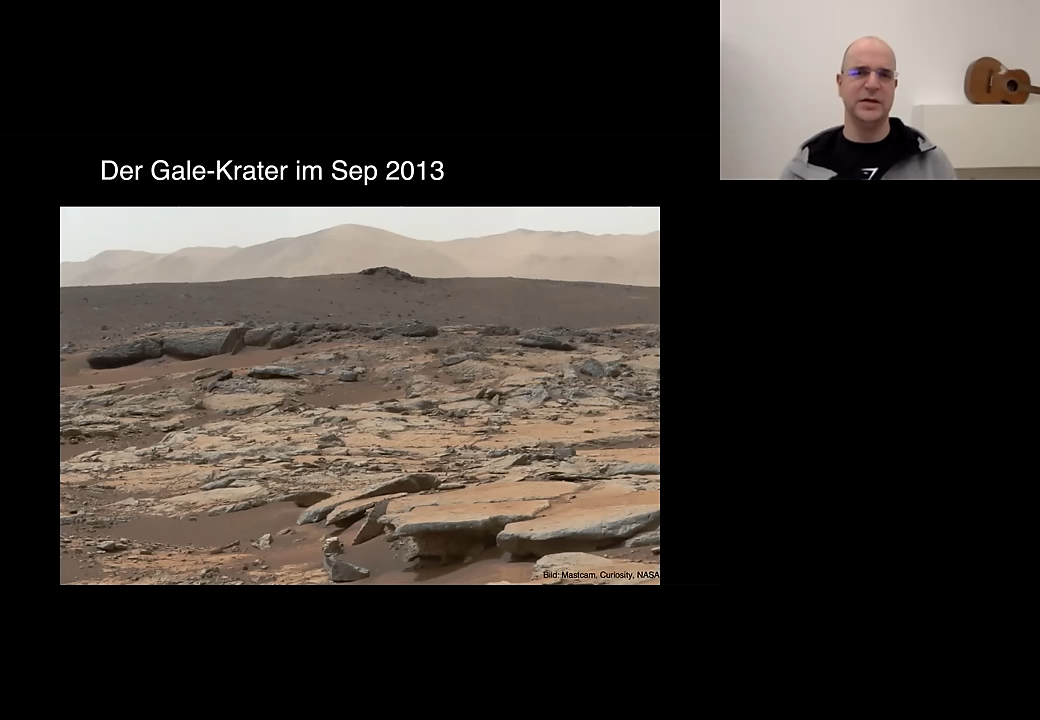 Der Gale-Krater im Sep 2013
Bild: Mastcam, Curiosity, NASA